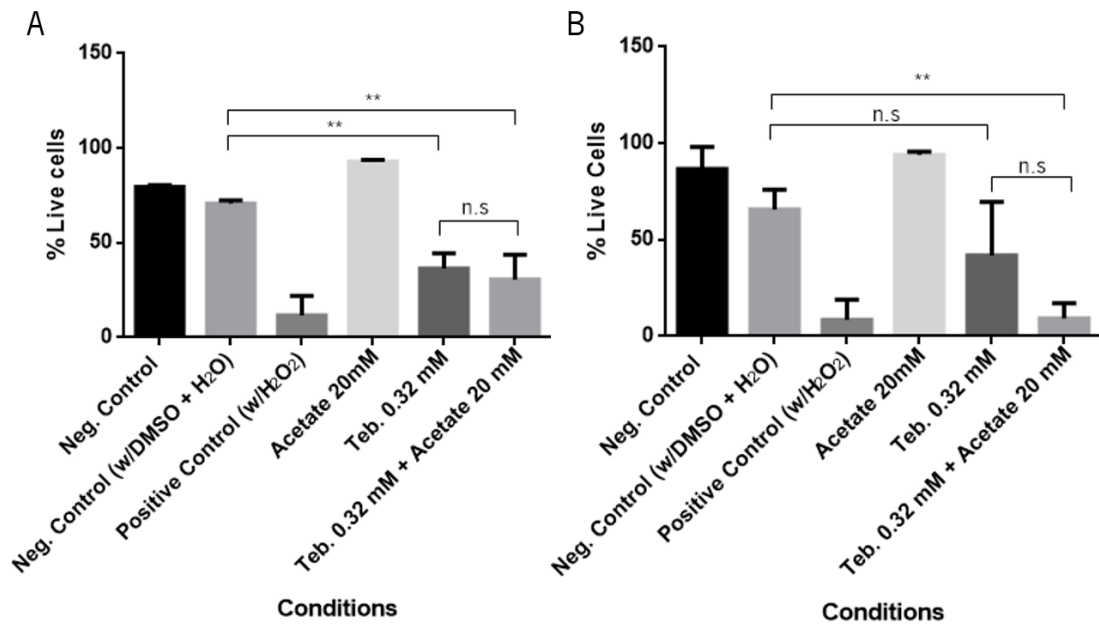 A
% Live cells
150
100
50
0
**
**
n.s
Neg. Control
Neg. Control (w/DMSO + H₂O)
Positive Control (w/H₂O₂)
Acetate 20mM
Teb. 0.32 mM
Teb. 0.32 mM + Acetate 20 mM
Conditions
B
% Live Cells
150
100
50
0
**
n.s
n.s
Neg. Control
Neg. Control (w/DMSO + H₂O)
Positive Control (w/H₂O₂)
Acetate 20mM
Teb. 0.32 mM
Teb. 0.32 mM + Acetate 20 mM
Conditions